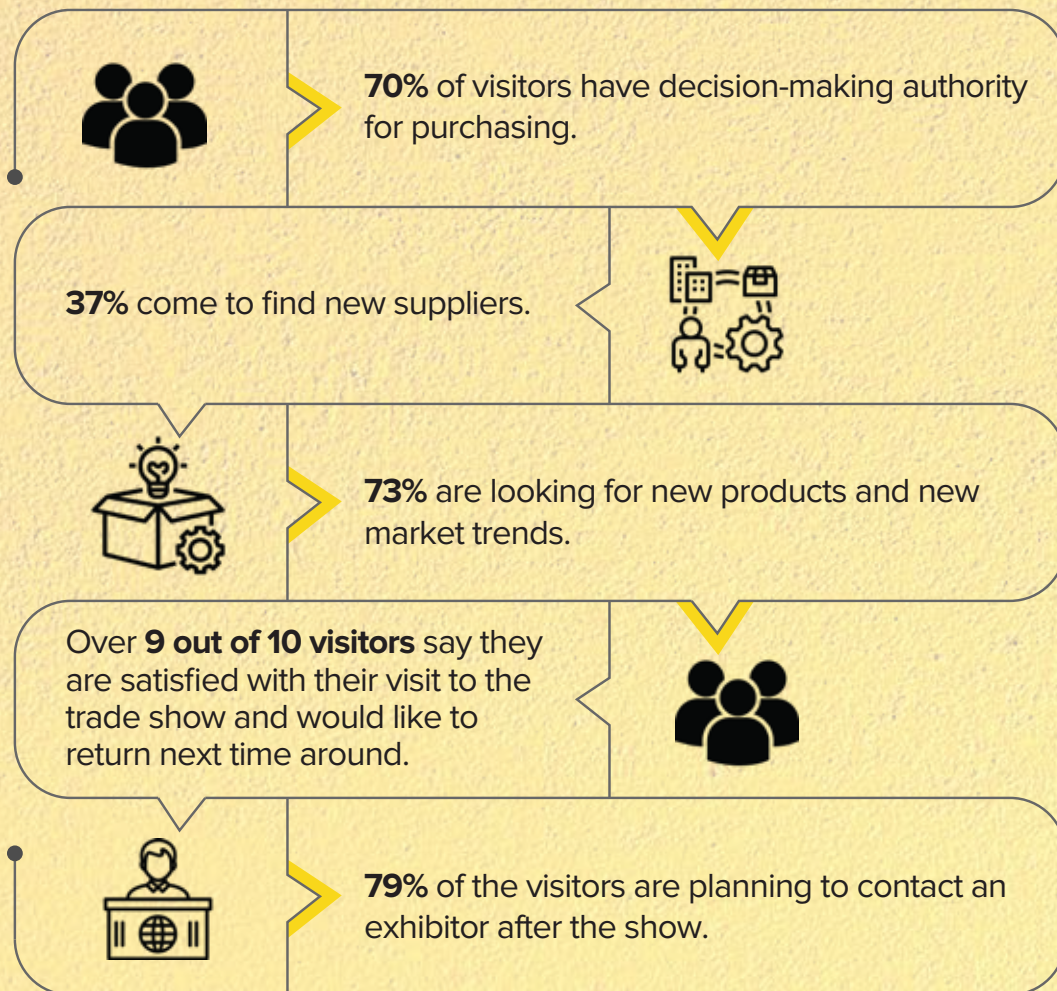 70% of visitors have decision-making authority
for purchasing.
37% come to find new suppliers.
73% are looking for new products and new
market trends.
Over 9 out of 10 visitors say they
are satisfied with their visit to the
trade show and would like to
return next time around.
79% of the visitors are planning to contact an
exhibitor after the show.